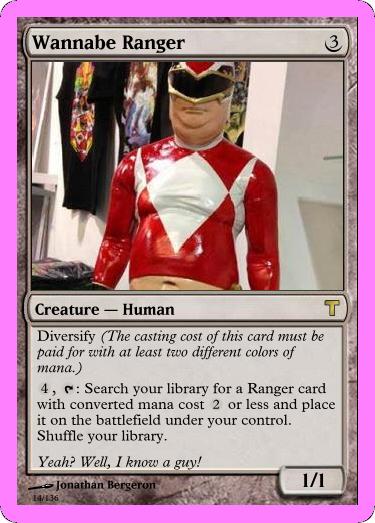 Wannabe Ranger 3
Creature — Human T
Diversify (The casting cost of this card must be
paid for with at least two different colors of
mana.)
4 , : Search your library for a Ranger card
with converted mana cost 2 or less and place
it on the battlefield under your control.
Shuffle your library.
Yeah? Well, I know a guy!
Jonathan Bergeron
14/136
1/1